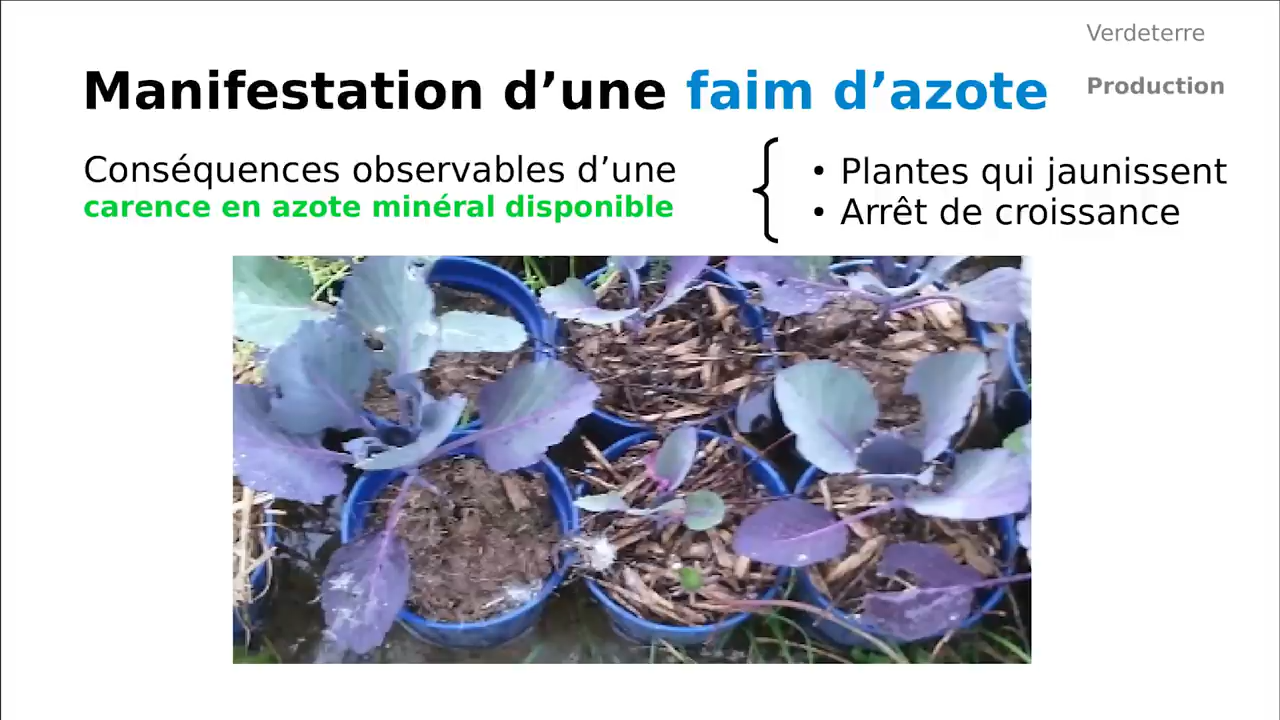 Verdeterre
Production
Manifestation d’une faim d’azote
Conséquences observables d’une
carence en azote minéral disponible
• Plantes qui jaunissent
• Arrêt de croissance